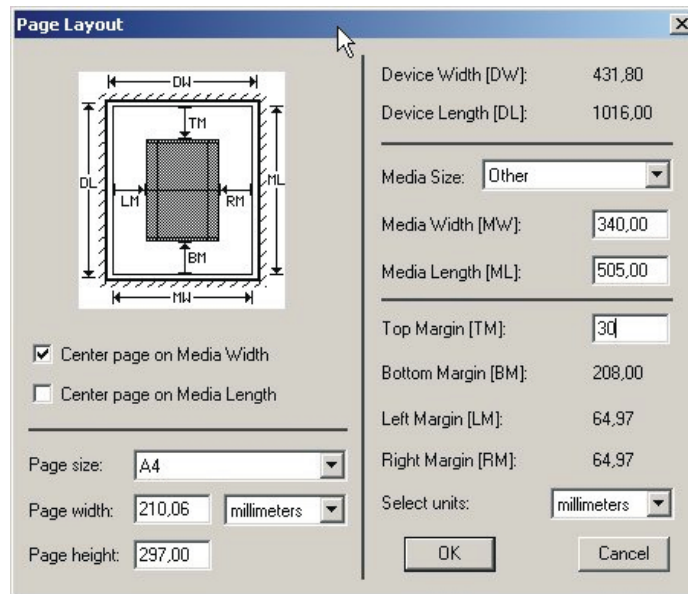 Page Layout
DW
TM
DL
ML
LM
RM
BM
MW
Center page on Media Width
Center page on Media Length
Page size: A4
Page width: 210,06 millimeters
Page height: 297,00
Device Width [DW]: 431,80
Device Length [DL]: 1016,00
Media Size: Other
Media Width [MW]: 340,00
Media Length [ML]: 505,00
Top Margin [TM]: 30
Bottom Margin [BM]: 208,00
Left Margin [LM]: 64,97
Right Margin [RM]: 64,97
Select units: millimeters
OK Cancel